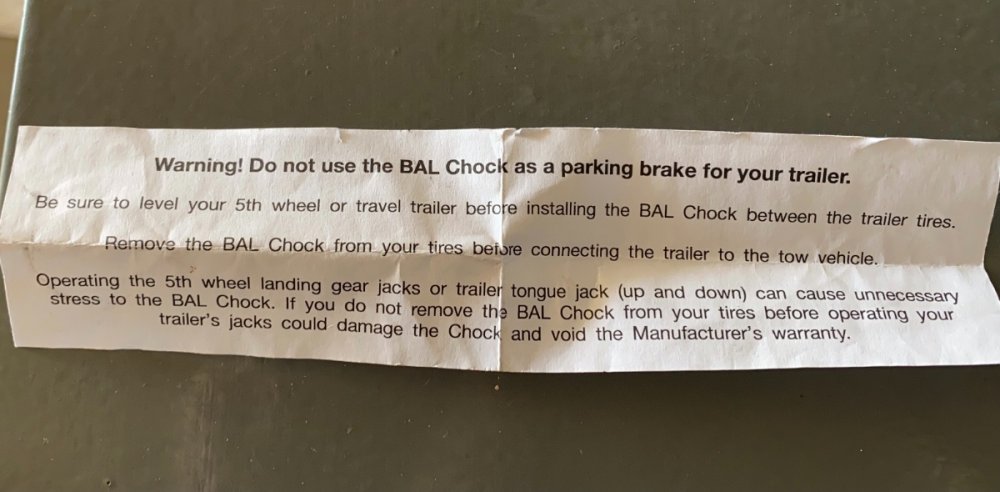 Warning! Do not use the BAL Chock as a parking brake for your trailer.
Be sure to level your 5th wheel or travel trailer before installing the BAL Chock between the trailer tires.
Remove the BAL Chock from your tires before connecting the trailer to the tow vehicle.
Operating the 5th wheel landing gear jacks or trailer tongue jack (up and down) can cause unnecessary
stress to the BAL Chock. If you do not remove the BAL Chock from your tires before operating your
trailer's jacks could damage the Chock and void the Manufacturer's warranty.